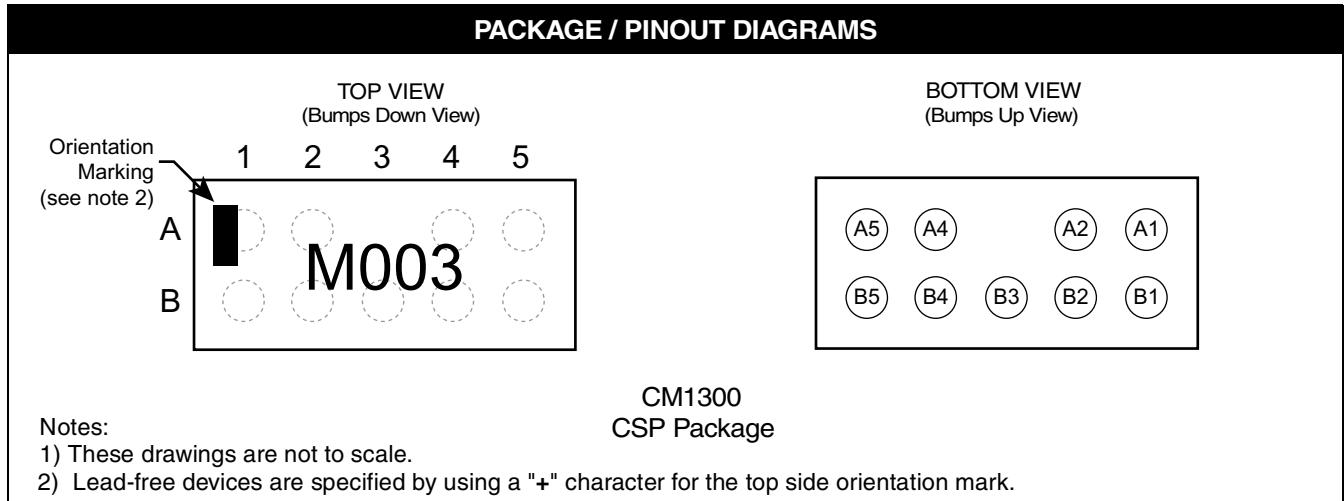 PACKAGE / PINOUT DIAGRAMS
TOP VIEW
(Bumps Down View)
Orientation
Marking
(see note 2)
1 2 3 4 5
A
B
M003
BOTTOM VIEW
(Bumps Up View)
A5 A4 A2 A1
B5 B4 B3 B2 B1
CM1300
CSP Package
Notes:
1) These drawings are not to scale.
2) Lead-free devices are specified by using a "+" character for the top side orientation mark.